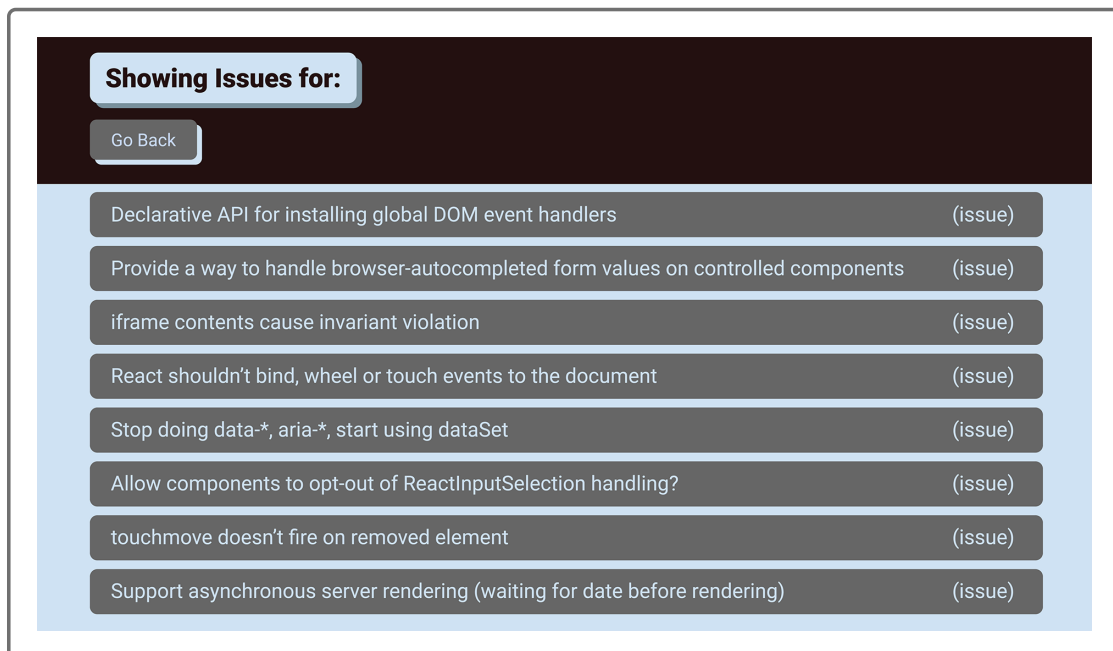 Showing Issues for:
Go Back
Declarative API for installing global DOM event handlers (issue)
Provide a way to handle browser-autocompleted form values on controlled components (issue)
iframe contents cause invariant violation (issue)
React shouldn’t bind, wheel or touch events to the document (issue)
Stop doing data-*, aria-*, start using dataSet (issue)
Allow components to opt-out of ReactInputSelection handling? (issue)
touchmove doesn’t fire on removed element (issue)
Support asynchronous server rendering (waiting for date before rendering) (issue)